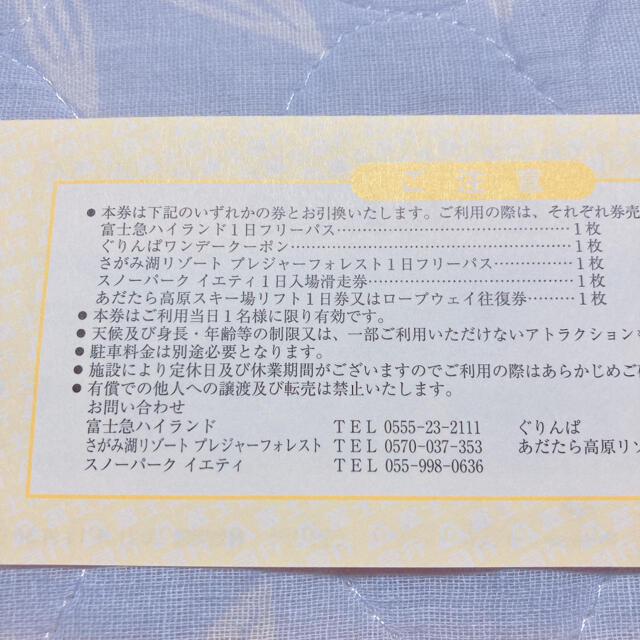 ご注意
● 本券は下記のいずれかの券とお引換いたします。ご利用の際は、それぞれ券売
富士急ハイランド1日フリーパス……………………………………1枚
ぐりんぱワンデークーポン……………………………………………1枚
さがみ湖リゾート プレジャーフォレスト1日フリーパス…………1枚
スノーパーク イエティ1日入場滑走券………………………………1枚
あだたら高原スキー場リフト1日券又はロープウェイ往復券………1枚
● 本券はご利用当日1名様に限り有効です。
● 天候及び身長・年齢等の制限又は、一部ご利用いただけないアトラクション
● 駐車料金は別途必要となります。
● 施設により定休日及び休業期間がございますのでご利用の際はあらかじめご
● 有償での他人への譲渡及び転売は禁止いたします。
お問い合わせ
富士急ハイランド TEL 0555-23-2111 ぐりんぱ
さがみ湖リゾート プレジャーフォレスト TEL 0570-037-353 あだたら高原リゾ
スノーパーク イエティ TEL 055-998-0636